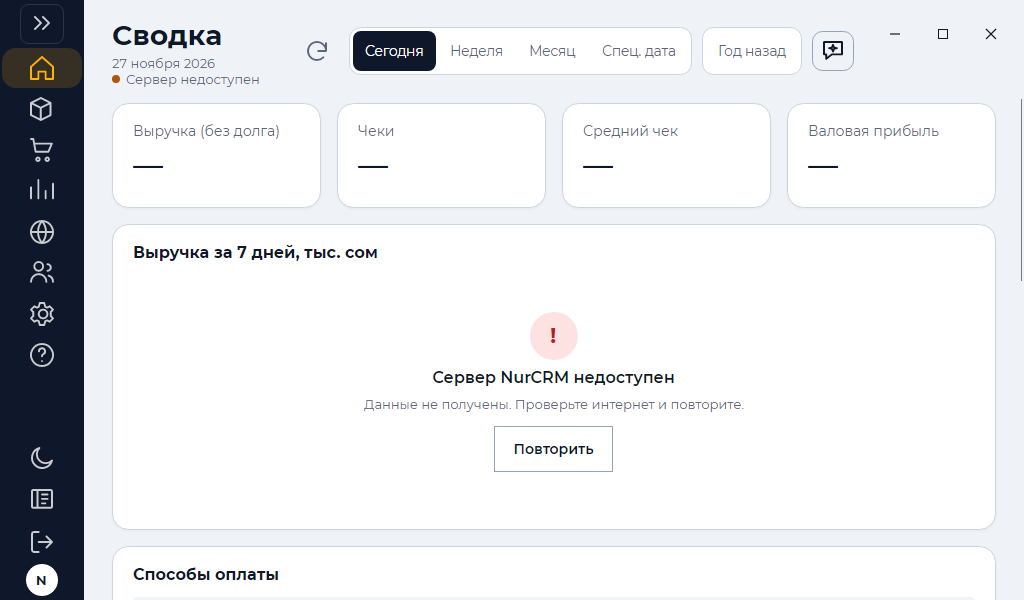 Сводка
27 ноября 2026
Сервер недоступен
Сегодня
Неделя
Месяц
Спец. дата
Год назад
Выручка (без долга)
—
Чеки
—
Средний чек
—
Валовая прибыль
—
Выручка за 7 дней, тыс. сом
!
Сервер NurCRM недоступен
Данные не получены. Проверьте интернет и повторите.
Повторить
Способы оплаты
N